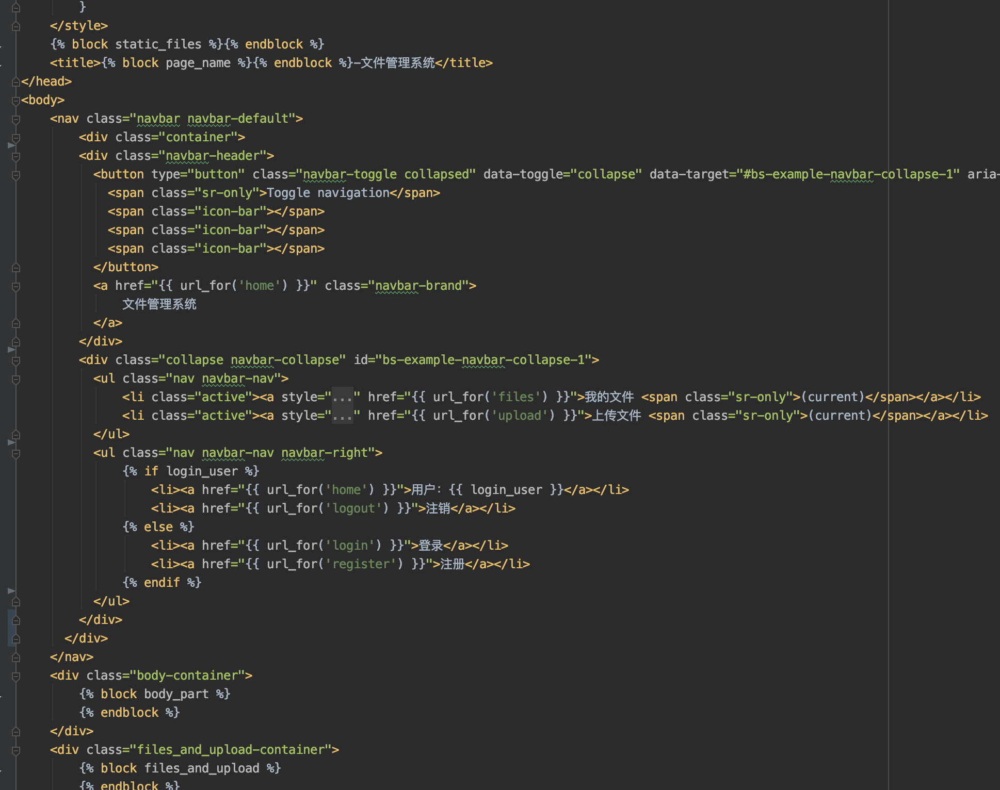 }
</style>
{% block static_files %}{% endblock %}
<title>{% block page_name %}{% endblock %}-文件管理系统</title>
</head>
<body>
<nav class="navbar navbar-default">
<div class="container">
<div class="navbar-header">
<button type="button" class="navbar-toggle collapsed" data-toggle="collapse" data-target="#bs-example-navbar-collapse-1" aria-
<span class="sr-only">Toggle navigation</span>
<span class="icon-bar"></span>
<span class="icon-bar"></span>
<span class="icon-bar"></span>
</button>
<a href="{{ url_for('home') }}" class="navbar-brand">
文件管理系统
</a>
</div>
<div class="collapse navbar-collapse" id="bs-example-navbar-collapse-1">
<ul class="nav navbar-nav">
<li class="active"><a style="..." href="{{ url_for('files') }}">我的文件 <span class="sr-only">(current)</span></a></li>
<li class="active"><a style="..." href="{{ url_for('upload') }}">上传文件 <span class="sr-only">(current)</span></a></li>
</ul>
<ul class="nav navbar-nav navbar-right">
{% if login_user %}
<li><a href="{{ url_for('home') }}">用户：{{ login_user }}</a></li>
<li><a href="{{ url_for('logout') }}">注销</a></li>
{% else %}
<li><a href="{{ url_for('login') }}">登录</a></li>
<li><a href="{{ url_for('register') }}">注册</a></li>
{% endif %}
</ul>
</div>
</div>
</nav>
<div class="body-container">
{% block body_part %}
{% endblock %}
</div>
<div class="files_and_upload-container">
{% block files_and_upload %}
{% endblock %}